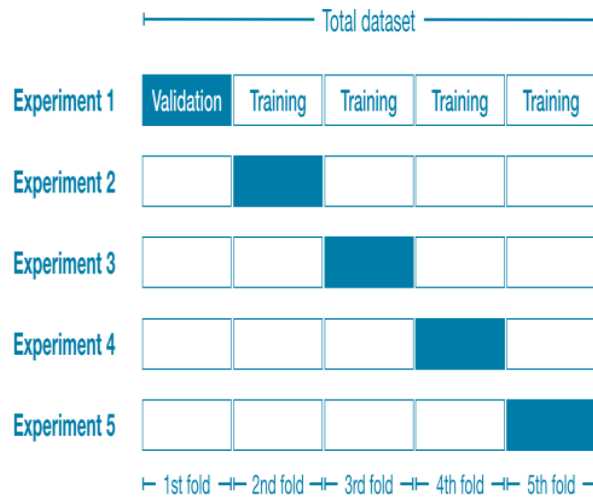 Total dataset
Experiment 1 Validation Training Training Training Training
Experiment 2
Experiment 3
Experiment 4
Experiment 5
1st fold 2nd fold 3rd fold 4th fold 5th fold